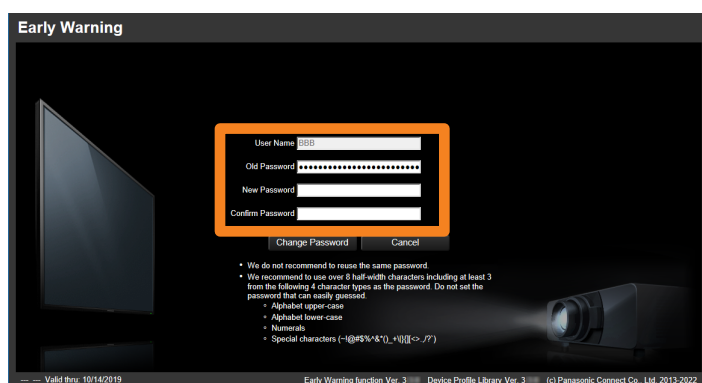 Early Warning
User Name BBB
Old Password
New Password
Confirm Password
Change Password Cancel
• We do not recommend to reuse the same password.
• We recommend to use over 8 half-width characters including at least 3
from the following 4 character types as the password. Do not set the
password that can easily guessed.
◦ Alphabet upper-case
◦ Alphabet lower-case
◦ Numerals
◦ Special characters (~!@#$%^&*()_+\|{}[]<>.,/?`)
--- --- Valid thru: 10/14/2019 Early Warning function Ver. 3 Device Profile Library Ver. 3 (c) Panasonic Connect Co., Ltd. 2013-2022